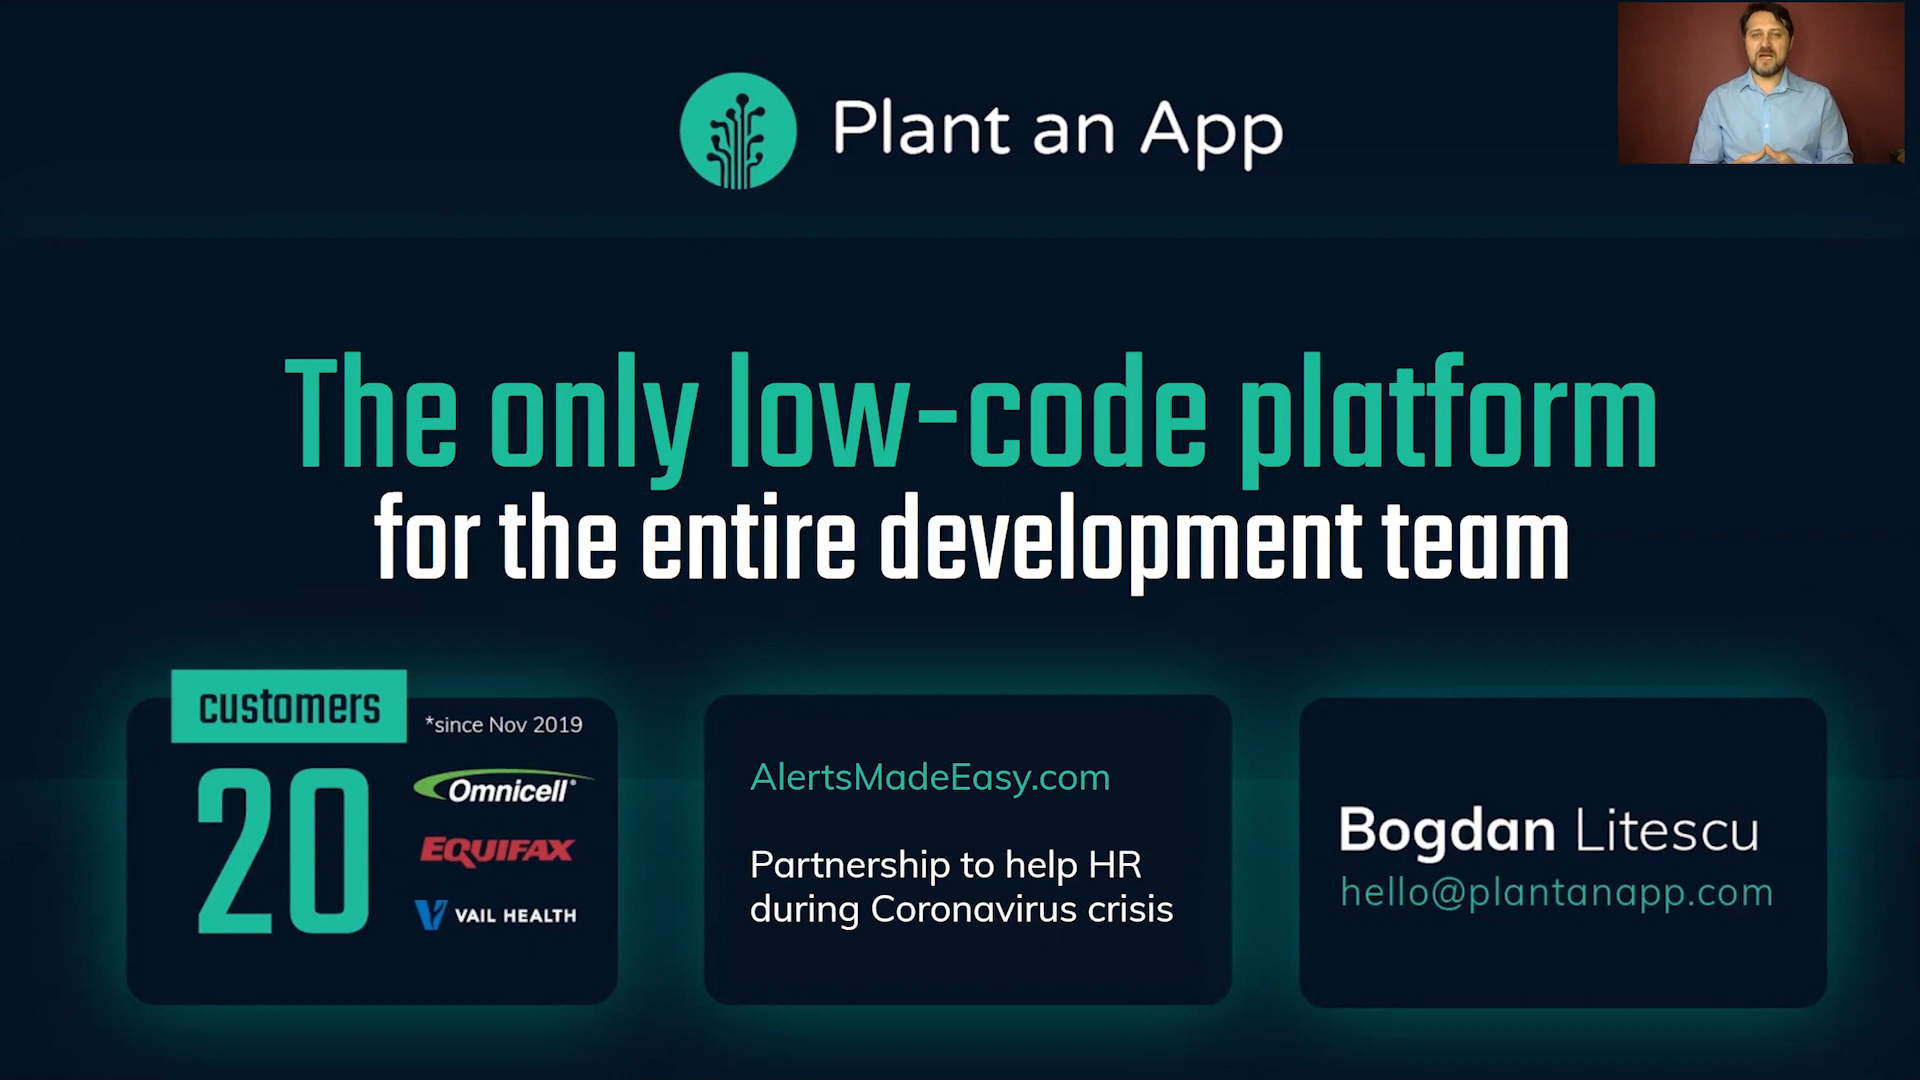 Plant an App
The only low-code platform
for the entire development team
customers
*since Nov 2019
20
Omnicell®
EQUIFAX
VAIL HEALTH
AlertsMadeEasy.com
Partnership to help HR
during Coronavirus crisis
Bogdan Litescu
hello@plantanapp.com